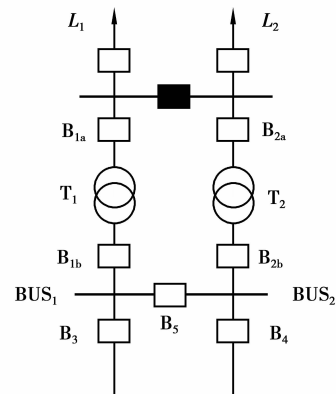 L₁ L₂
B₁ₐ B₂ₐ
T₁ T₂
B₁b B₂b
BUS₁ BUS₂
B₅
B₃ B₄